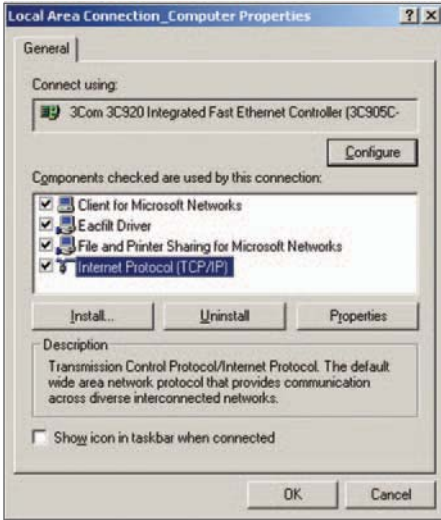 Local Area Connection_Computer Properties
General
Connect using:
3Com 3C920 Integrated Fast Ethernet Controller (3C905C-
Configure
Components checked are used by this connection:
Client for Microsoft Networks
Eacfilt Driver
File and Printer Sharing for Microsoft Networks
Internet Protocol (TCP/IP)
Install... Uninstall Properties
Description
Transmission Control Protocol/Internet Protocol. The default
wide area network protocol that provides communication
across diverse interconnected networks.
Show icon in taskbar when connected
OK Cancel